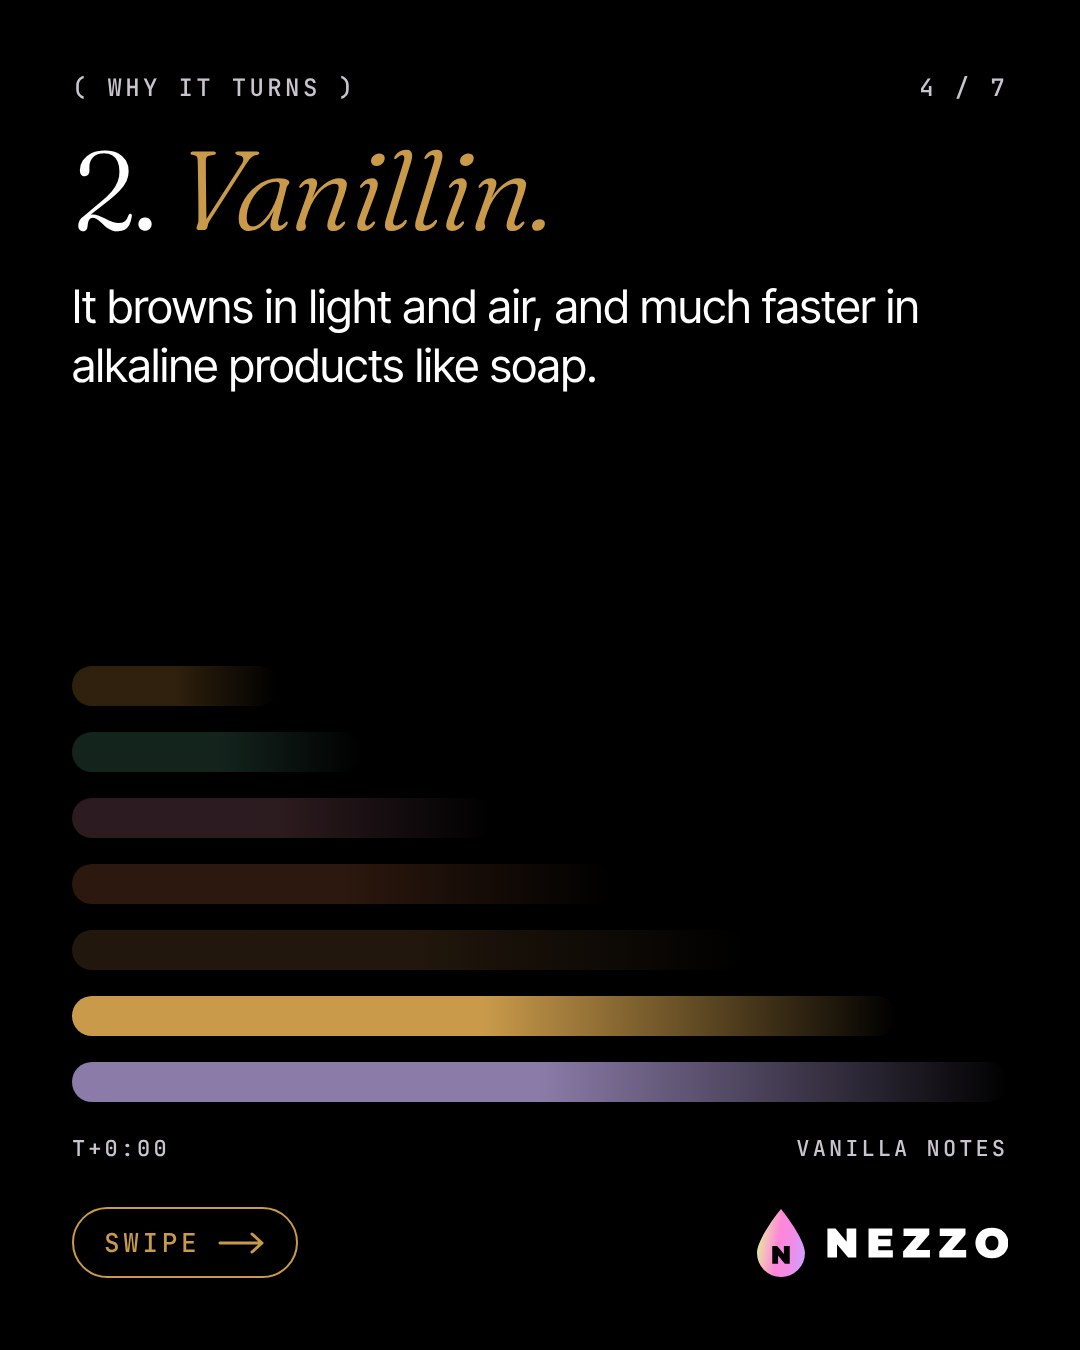 ( WHY IT TURNS )
4 / 7
2. Vanillin.
It browns in light and air, and much faster in
alkaline products like soap.
T+0:00
VANILLA NOTES
SWIPE →
N NEZZO